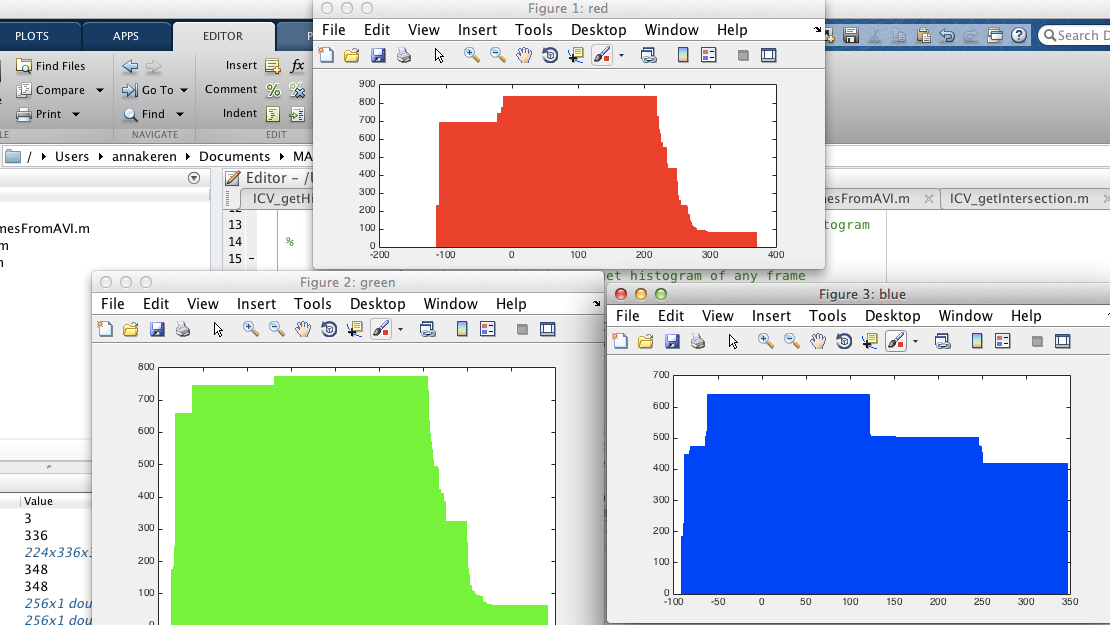 Figure 1: red
File Edit View Insert Tools Desktop Window Help
PLOTS APPS EDITOR
Search
Find Files
Compare
Print
Go To
Find
NAVIGATE
Insert
fx
Comment
%
Indent
EDIT
/ Users annakeren Documents MA
Editor –
ICV_getHi
mesFromAVI.m
ICV_getIntersection.m
12
13
14 %
15 –
togram
et histogram of any frame
mesFromAVI.m
m
900
800
700
600
500
400
300
200
100
0
-200 -100 0 100 200 300 400
Figure 2: green
File Edit View Insert Tools Desktop Window Help
800
700
600
500
400
300
200
100
0
Figure 3: blue
File Edit View Insert Tools Desktop Window Help
700
600
500
400
300
200
100
0
-100 -50 0 50 100 150 200 250 300 350
Value
3
336
224x336x3
348
348
256x1 dou
256x1 dou